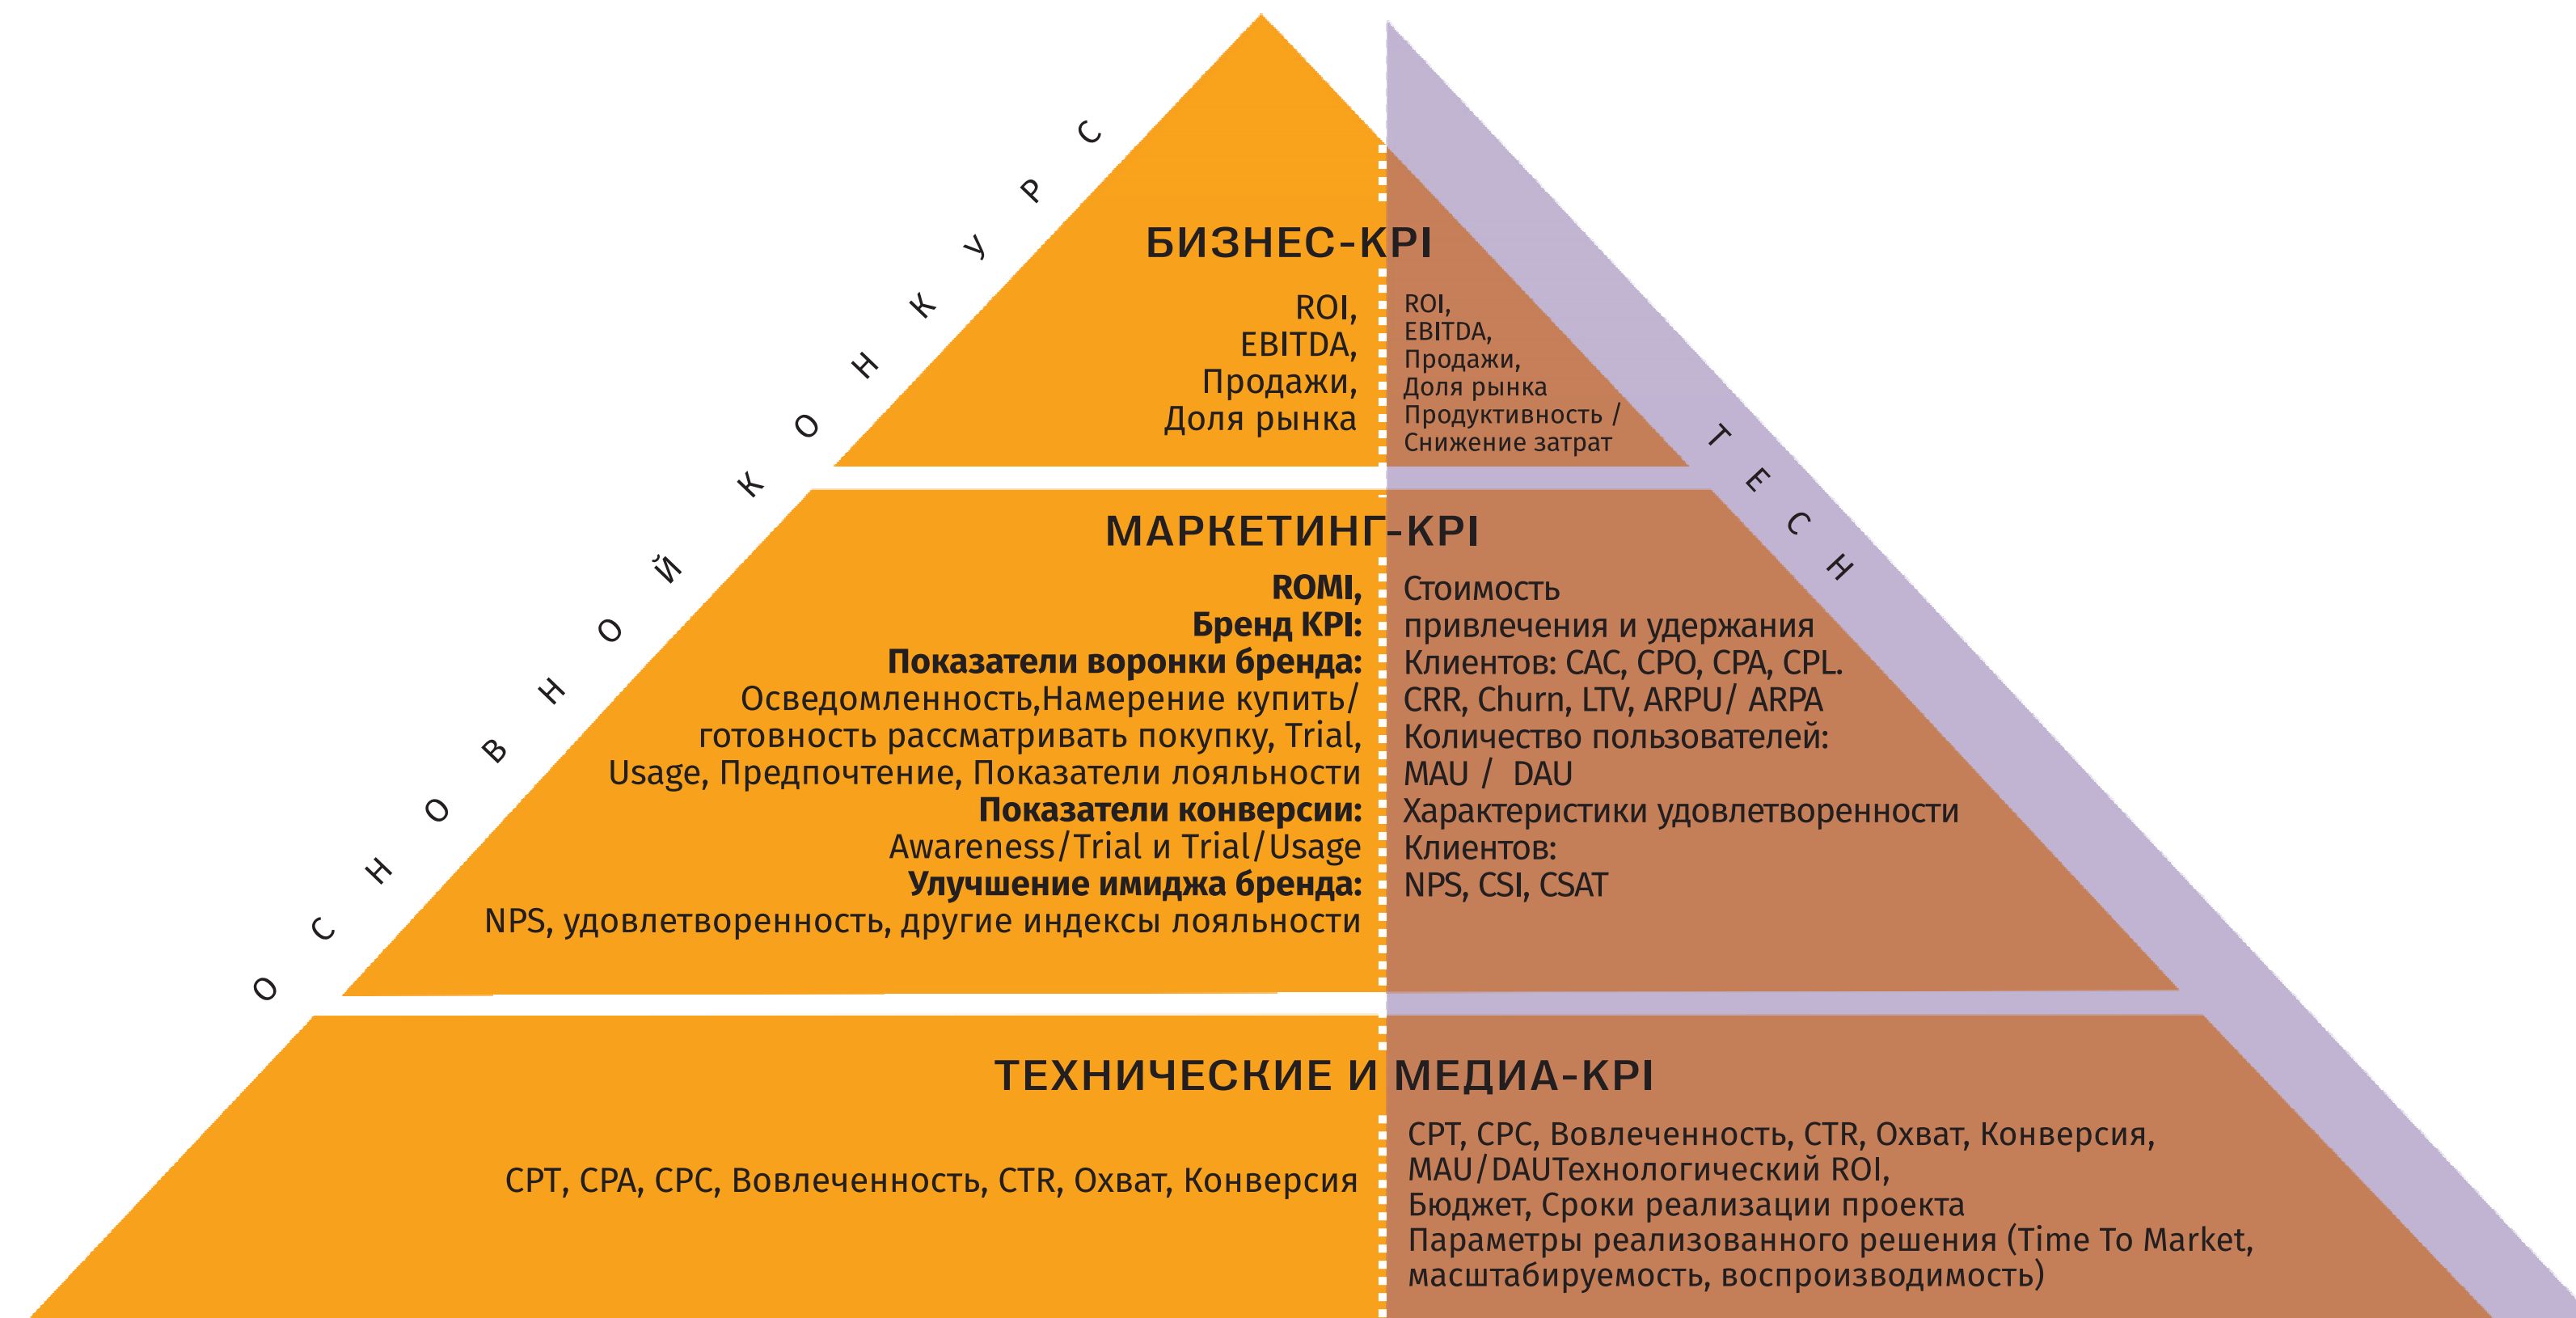 ОСНОВНОЙ КОНКУРС
TECH
БИЗНЕС-KPI
ROI,
EBITDA,
Продажи,
Доля рынка
ROI,
EBITDA,
Продажи,
Доля рынка
Продуктивность /
Снижение затрат
МАРКЕТИНГ-KPI
ROMI,
Бренд KPI:
Показатели воронки бренда:
Осведомленность,Намерение купить/
готовность рассматривать покупку, Trial,
Usage, Предпочтение, Показатели лояльности
Показатели конверсии:
Awareness/Trial и Trial/Usage
Улучшение имиджа бренда:
NPS, удовлетворенность, другие индексы лояльности
Стоимость
привлечения и удержания
Клиентов: CAC, CPO, CPA, CPL.
CRR, Churn, LTV, ARPU/ ARPA
Количество пользователей:
MAU / DAU
Характеристики удовлетворенности
Клиентов:
NPS, CSI, CSAT
ТЕХНИЧЕСКИЕ И МЕДИА-KPI
CPT, CPA, CPC, Вовлеченность, CTR, Охват, Конверсия
CPT, CPC, Вовлеченность, CTR, Охват, Конверсия,
MAU/DAUТехнологический ROI,
Бюджет, Сроки реализации проекта
Параметры реализованного решения (Time To Market,
масштабируемость, воспроизводимость)